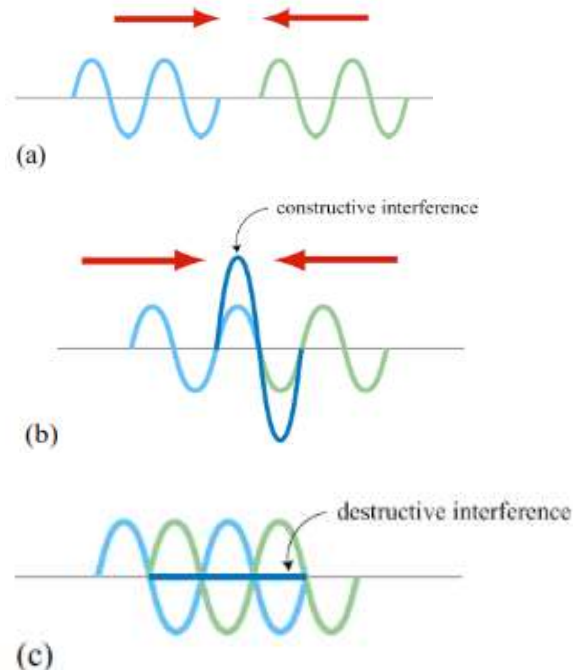 (a)
constructive interference
(b)
destructive interference
(c)